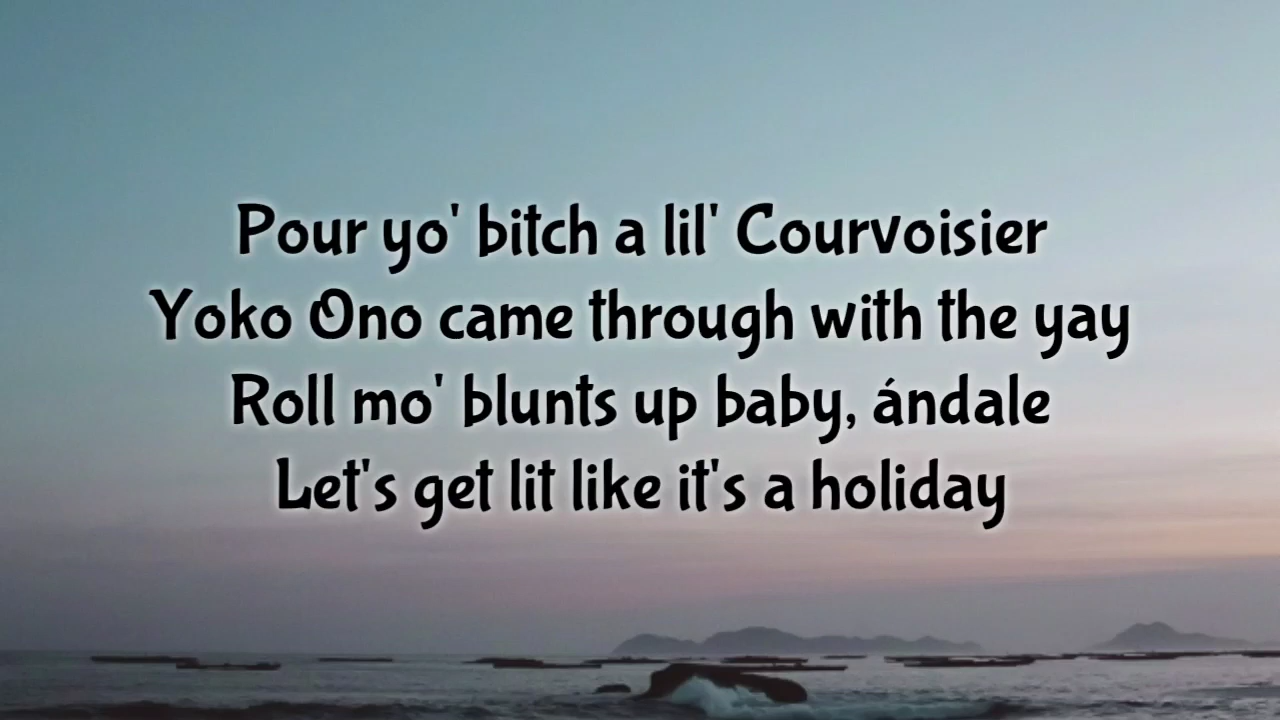 Pour yo' bitch a lil' Courvoisier
Yoko Ono came through with the yay
Roll mo' blunts up baby, ándale
Let's get lit like it's a holiday